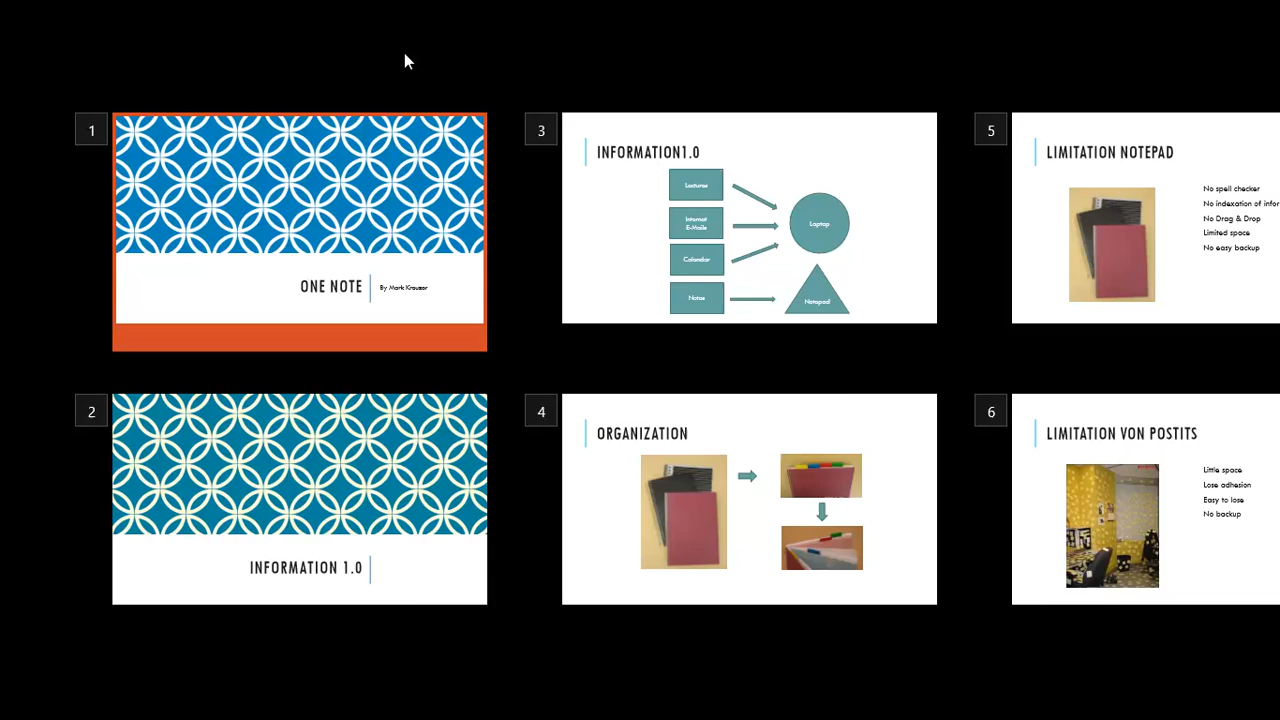 1
ONE NOTE
By Mark Kreuzer
2
INFORMATION 1.0
3
INFORMATION1.0
Lectures
Internet
E-Mails
Calendar
Notes
Laptop
Notepad
4
ORGANIZATION
5
LIMITATION NOTEPAD
No spell checker
No indexation of infor
No Drag & Drop
Limited space
No easy backup
6
LIMITATION VON POSTITS
Little space
Lose adhesion
Easy to lose
No backup